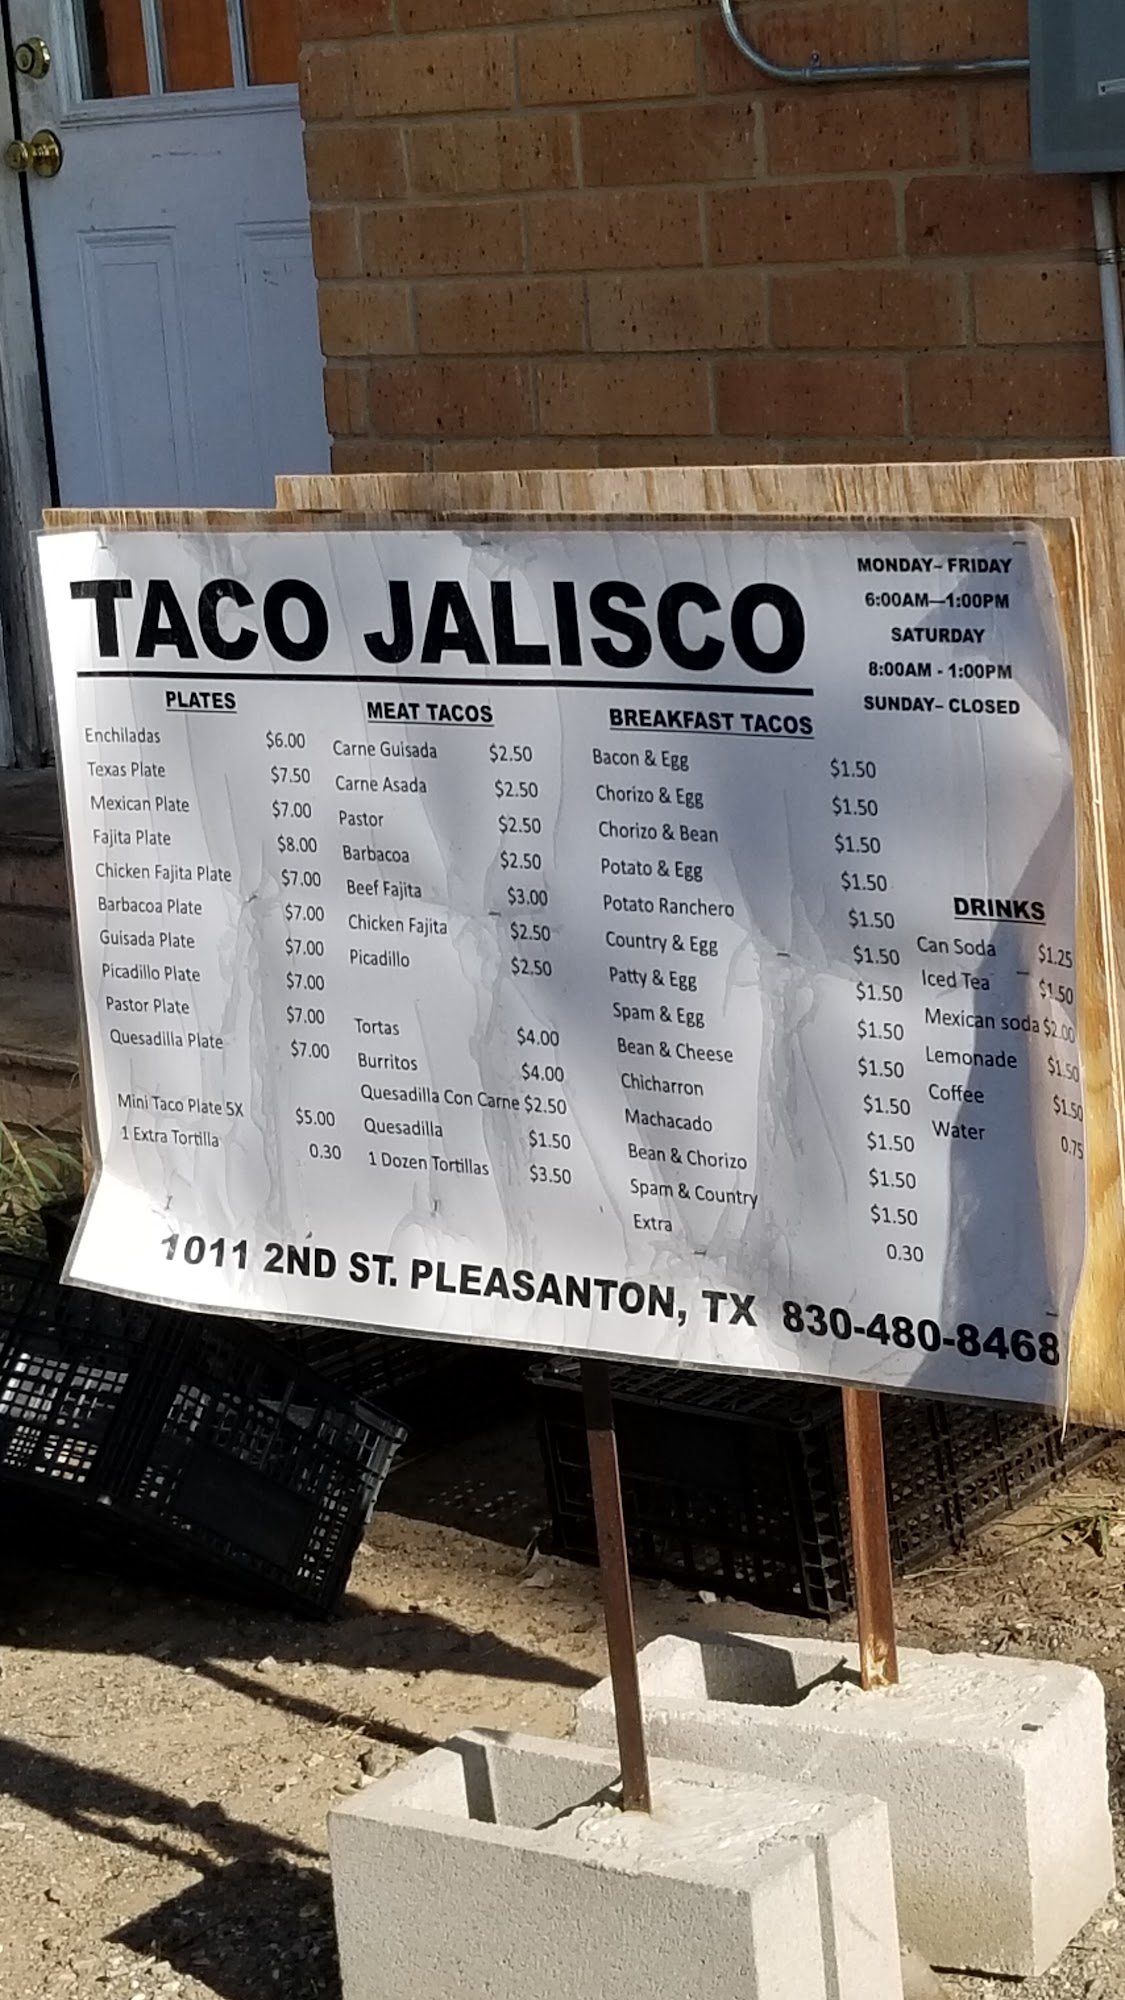 TACO JALISCO
MONDAY– FRIDAY
6:00AM—1:00PM
SATURDAY
8:00AM - 1:00PM
SUNDAY– CLOSED
PLATES
Enchiladas $6.00
Texas Plate $7.50
Mexican Plate $7.00
Fajita Plate $8.00
Chicken Fajita Plate $7.00
Barbacoa Plate $7.00
Guisada Plate $7.00
Picadillo Plate $7.00
Pastor Plate $7.00
Quesadilla Plate $7.00
Mini Taco Plate 5X $5.00
1 Extra Tortilla 0.30
MEAT TACOS
Carne Guisada $2.50
Carne Asada $2.50
Pastor $2.50
Barbacoa $2.50
Beef Fajita $3.00
Chicken Fajita $2.50
Picadillo $2.50
Tortas $4.00
Burritos $4.00
Quesadilla Con Carne $2.50
Quesadilla $1.50
1 Dozen Tortillas $3.50
BREAKFAST TACOS
Bacon & Egg $1.50
Chorizo & Egg $1.50
Chorizo & Bean $1.50
Potato & Egg $1.50
Potato Ranchero $1.50
Country & Egg $1.50
Patty & Egg $1.50
Spam & Egg $1.50
Bean & Cheese $1.50
Chicharron $1.50
Machacado $1.50
Bean & Chorizo $1.50
Spam & Country $1.50
Extra 0.30
DRINKS
Can Soda $1.25
Iced Tea $1.50
Mexican soda $2.00
Lemonade $1.50
Coffee $1.50
Water 0.75
1011 2ND ST. PLEASANTON, TX 830-480-8468